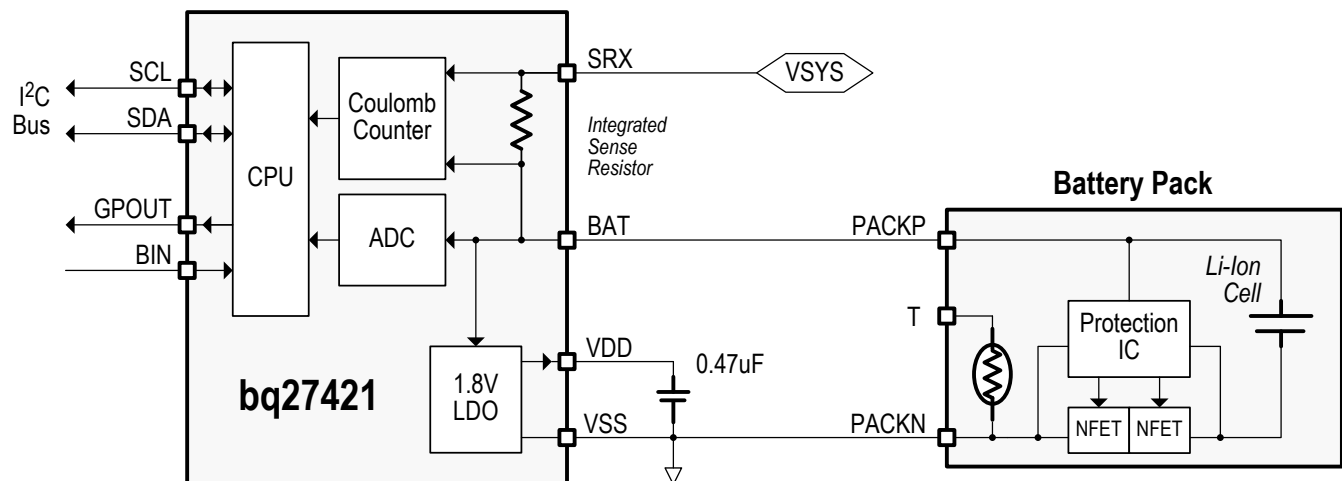 SCL
I²C
Bus
SDA
GPOUT
BIN
CPU
Coulomb
Counter
ADC
1.8V
LDO
bq27421
SRX
VSYS
Integrated
Sense
Resistor
BAT
VDD
0.47uF
VSS
Battery Pack
PACKP
T
PACKN
Protection
IC
NFET
NFET
Li-Ion
Cell